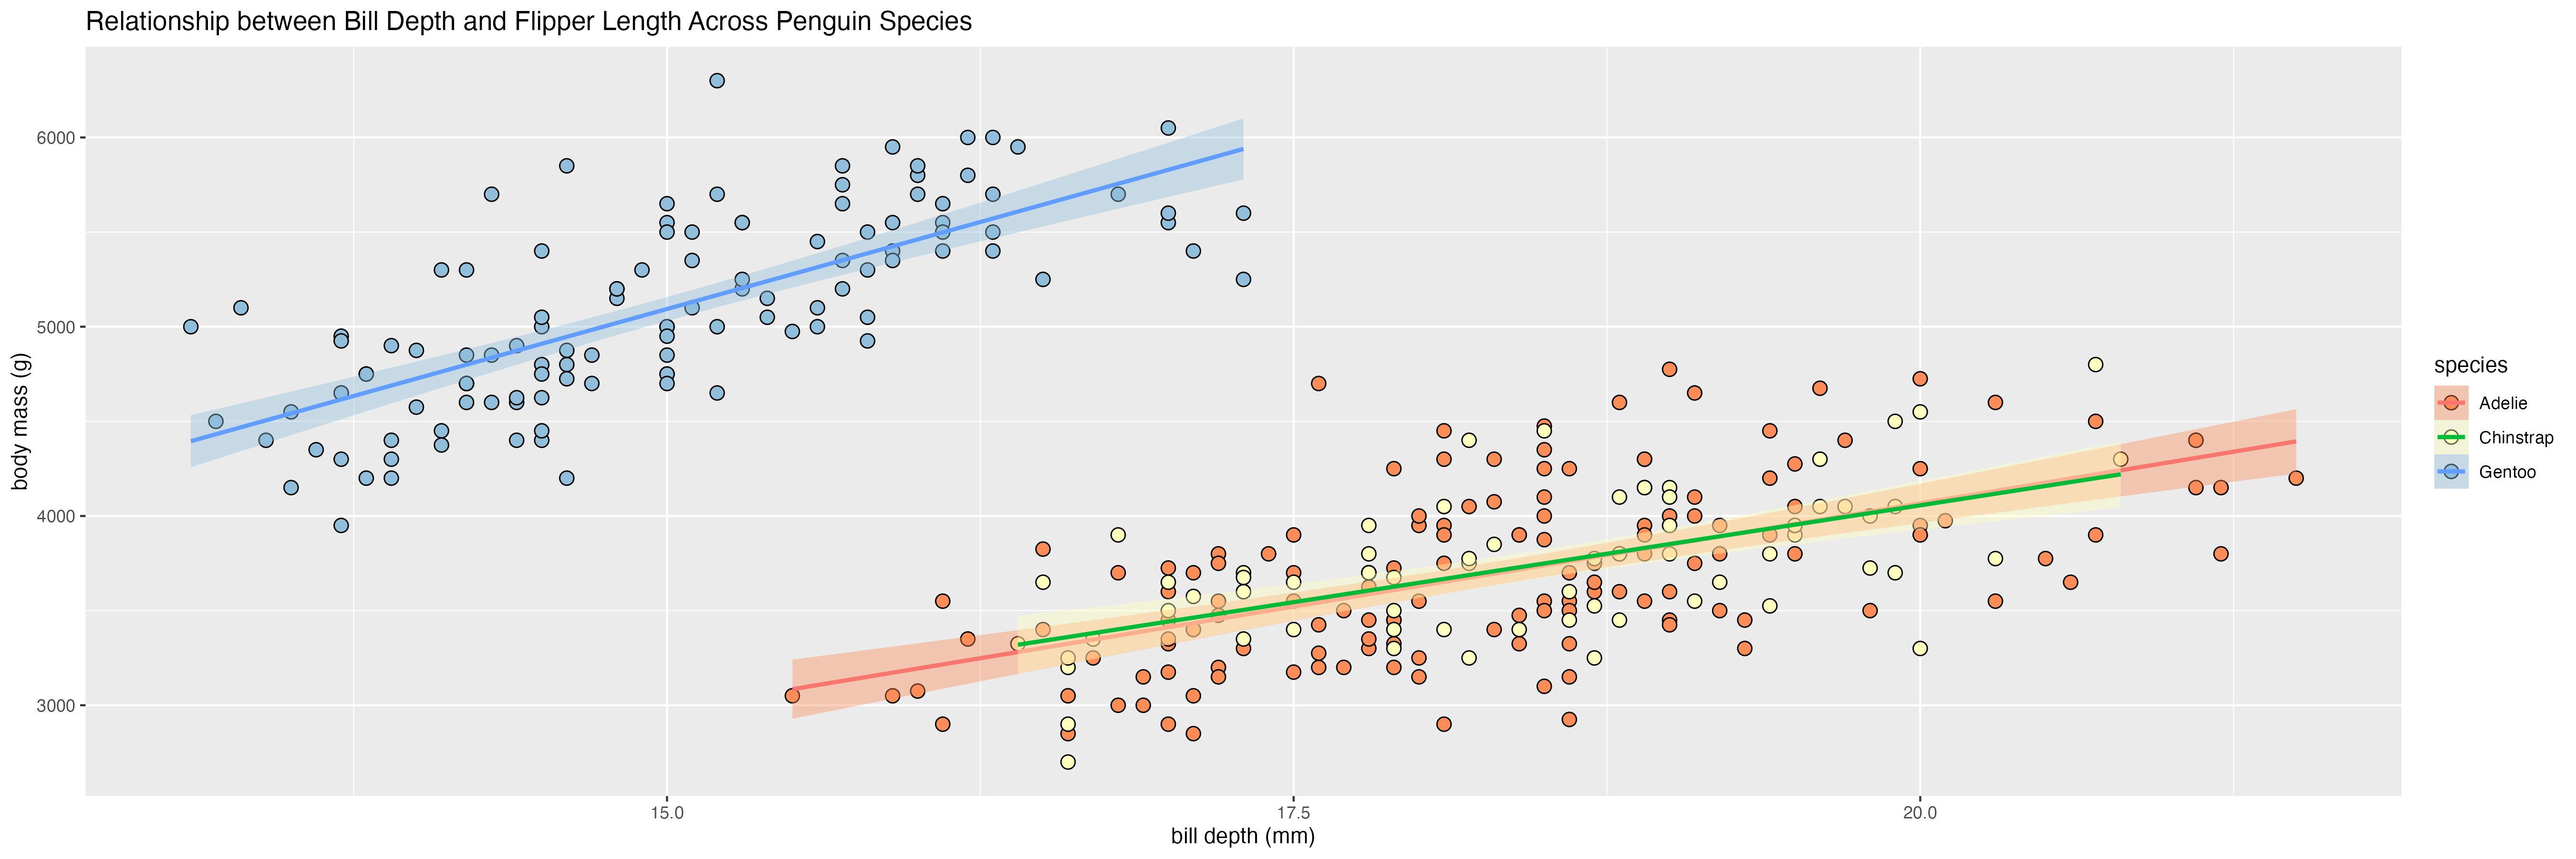 Relationship between Bill Depth and Flipper Length Across Penguin Species
body mass (g)
6000
5000
4000
3000
15.0
17.5
20.0
bill depth (mm)
species
Adelie
Chinstrap
Gentoo